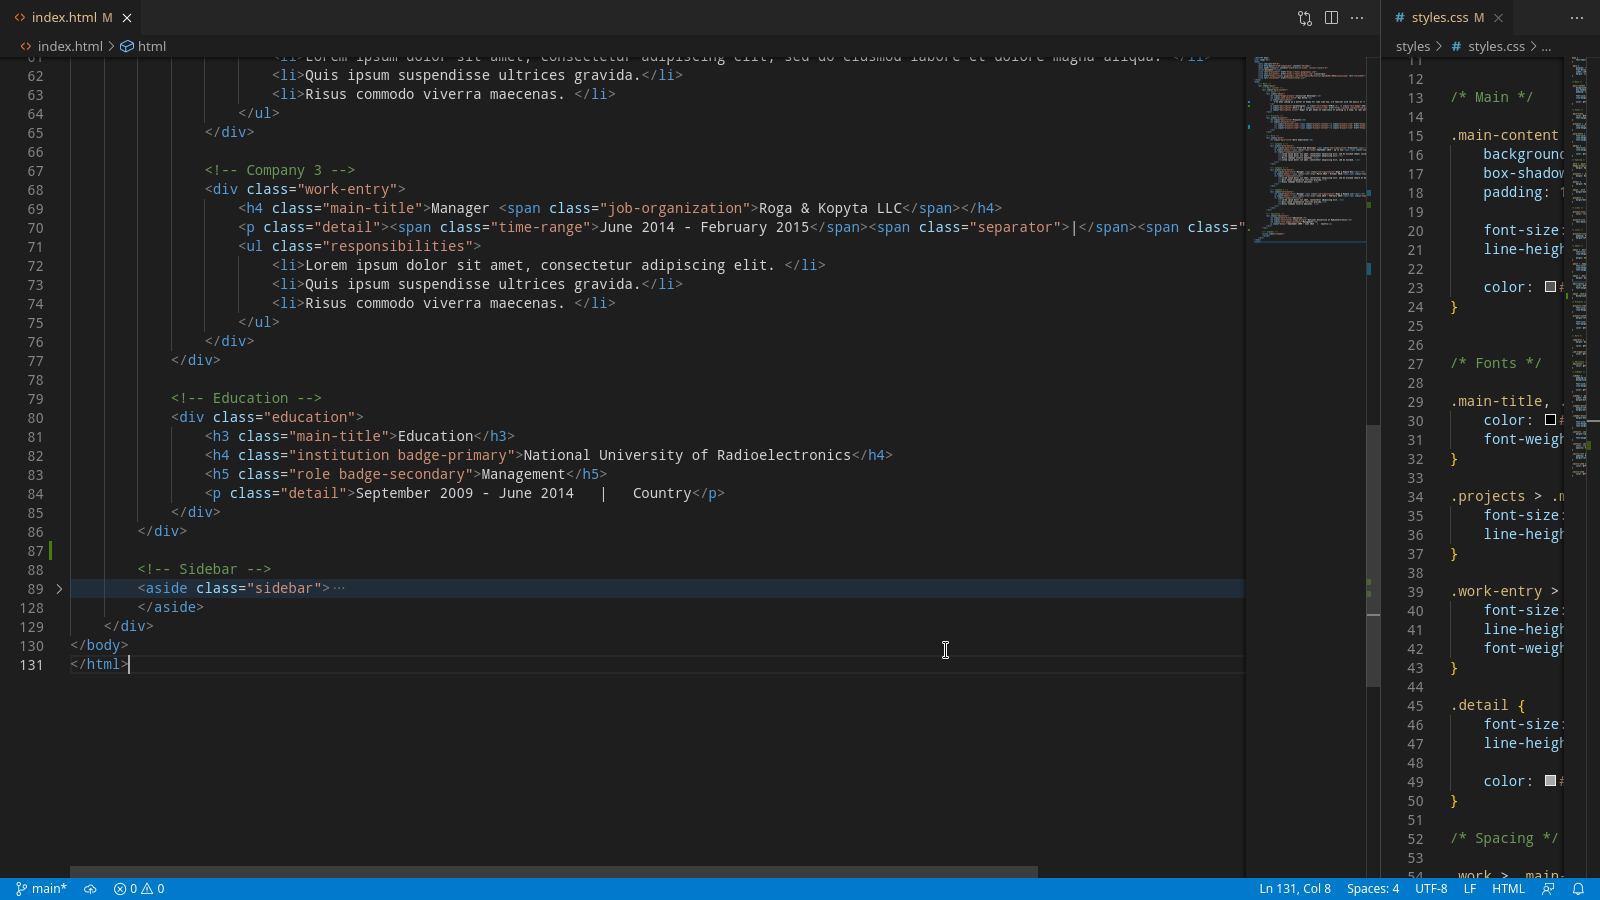 index.html M
styles.css M
index.html > html
styles > # styles.css > ...
61 <li>Lorem ipsum dolor sit amet, consectetur adipiscing elit, sed do eiusmod labore et dolore magna aliqua. </li>
62 <li>Quis ipsum suspendisse ultrices gravida.</li>
63 <li>Risus commodo viverra maecenas. </li>
64 </ul>
65 </div>
66
67 <!-- Company 3 -->
68 <div class="work-entry">
69 <h4 class="main-title">Manager <span class="job-organization">Roga & Kopyta LLC</span></h4>
70 <p class="detail"><span class="time-range">June 2014 - February 2015</span><span class="separator">|</span><span class="
71 <ul class="responsibilities">
72 <li>Lorem ipsum dolor sit amet, consectetur adipiscing elit. </li>
73 <li>Quis ipsum suspendisse ultrices gravida.</li>
74 <li>Risus commodo viverra maecenas. </li>
75 </ul>
76 </div>
77 </div>
78
79 <!-- Education -->
80 <div class="education">
81 <h3 class="main-title">Education</h3>
82 <h4 class="institution badge-primary">National University of Radioelectronics</h4>
83 <h5 class="role badge-secondary">Management</h5>
84 <p class="detail">September 2009 - June 2014 | Country</p>
85 </div>
86 </div>
87
88 <!-- Sidebar -->
89 <aside class="sidebar">···
128 </aside>
129 </div>
130 </body>
131 </html>
11
12
13 /* Main */
14
15 .main-content
16 background
17 box-shadow
18 padding: 1
19
20 font-size:
21 line-heigh
22
23 color: #
24 }
25
26
27 /* Fonts */
28
29 .main-title, .
30 color: #
31 font-weigh
32 }
33
34 .projects > .m
35 font-size:
36 line-heigh
37 }
38
39 .work-entry >
40 font-size:
41 line-heigh
42 font-weigh
43 }
44
45 .detail {
46 font-size:
47 line-heigh
48
49 color: #
50 }
51
52 /* Spacing */
53
54 .work > .main-
main* 0 0 Ln 131, Col 8 Spaces: 4 UTF-8 LF HTML